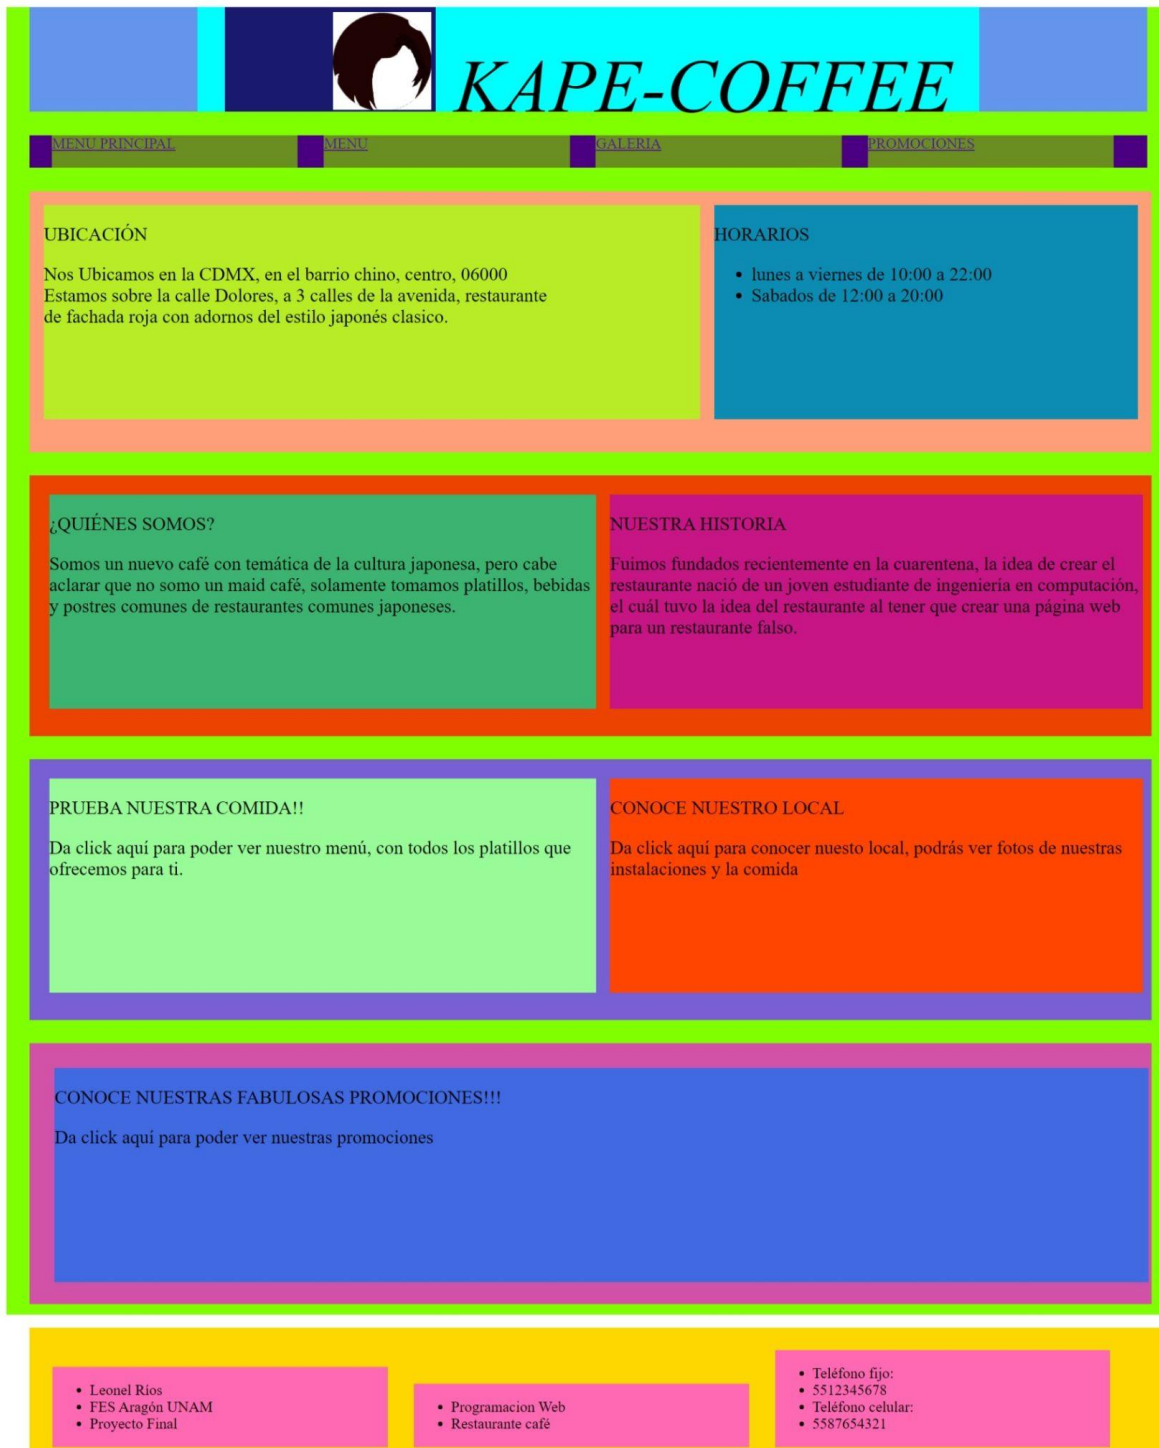 KAPE-COFFEE
MENU PRINCIPAL
MENU
GALERIA
PROMOCIONES
UBICACIÓN
Nos Ubicamos en la CDMX, en el barrio chino, centro, 06000
Estamos sobre la calle Dolores, a 3 calles de la avenida, restaurante
de fachada roja con adornos del estilo japonés clasico.
HORARIOS
• lunes a viernes de 10:00 a 22:00
• Sabados de 12:00 a 20:00
¿QUIÉNES SOMOS?
Somos un nuevo café con temática de la cultura japonesa, pero cabe
aclarar que no somo un maid café, solamente tomamos platillos, bebidas
y postres comunes de restaurantes comunes japoneses.
NUESTRA HISTORIA
Fuimos fundados recientemente en la cuarentena, la idea de crear el
restaurante nació de un joven estudiante de ingeniería en computación,
el cuál tuvo la idea del restaurante al tener que crear una página web
para un restaurante falso.
PRUEBA NUESTRA COMIDA!!
Da click aquí para poder ver nuestro menú, con todos los platillos que
ofrecemos para ti.
CONOCE NUESTRO LOCAL
Da click aquí para conocer nuesto local, podrás ver fotos de nuestras
instalaciones y la comida
CONOCE NUESTRAS FABULOSAS PROMOCIONES!!!
Da click aquí para poder ver nuestras promociones
• Leonel Ríos
• FES Aragón UNAM
• Proyecto Final
• Programacion Web
• Restaurante café
• Teléfono fijo:
• 5512345678
• Teléfono celular:
• 5587654321